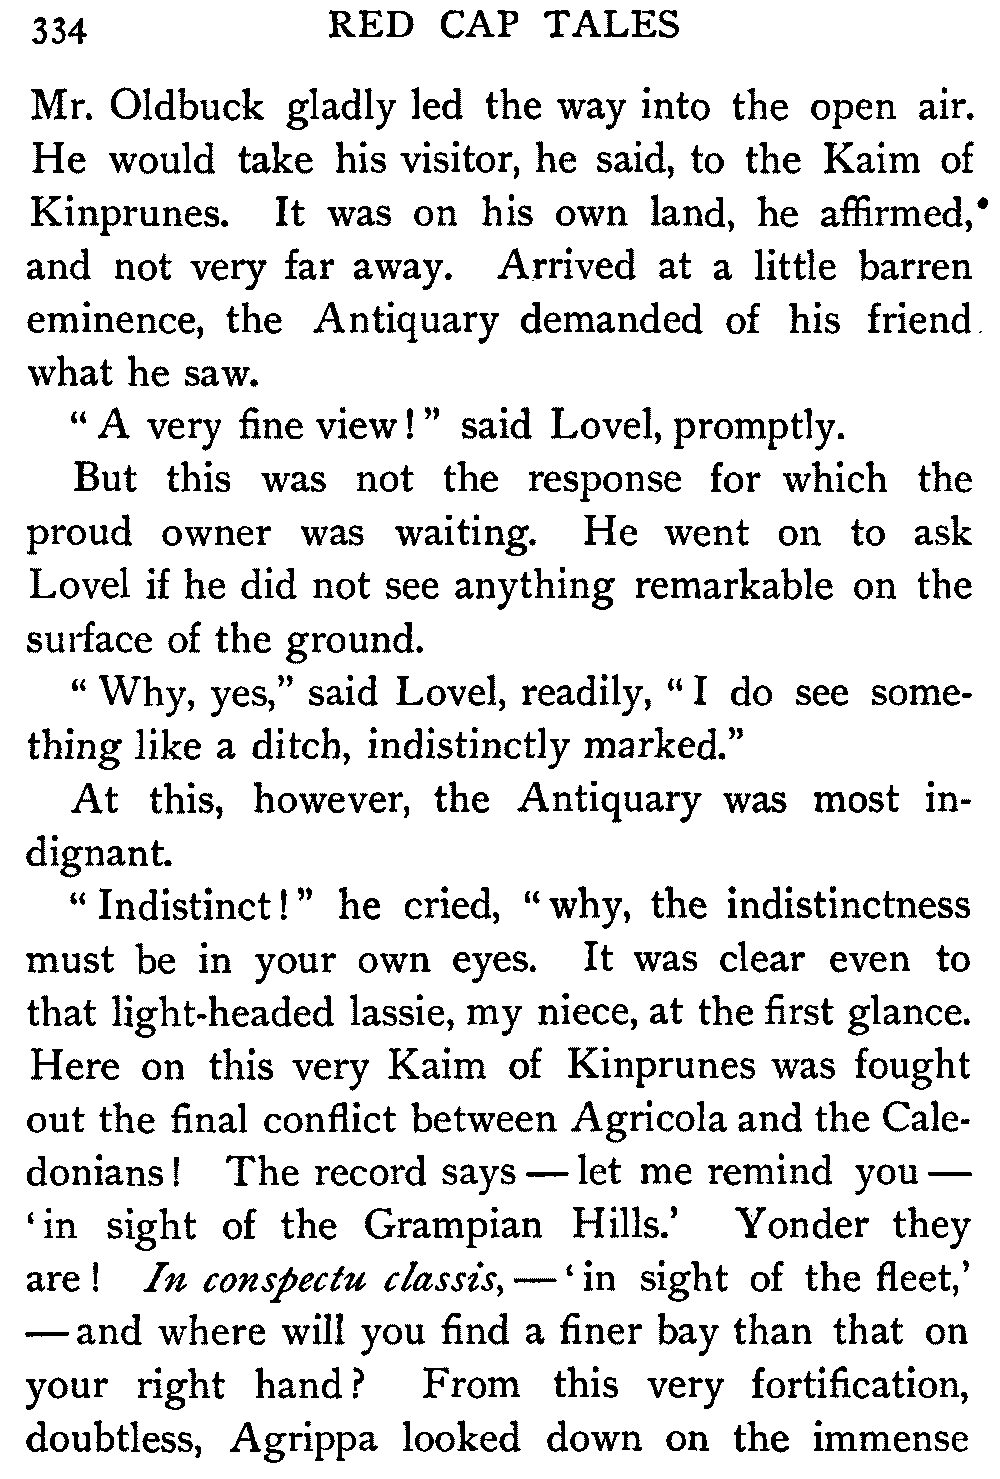 334 RED CAP TALES
Mr. Oldbuck gladly led the way into the open air.
He would take his visitor, he said, to the Kaim of
Kinprunes. It was on his own land, he affirmed,
and not very far away. Arrived at a little barren
eminence, the Antiquary demanded of his friend
what he saw.
“A very fine view!” said Lovel, promptly.
But this was not the response for which the
proud owner was waiting. He went on to ask
Lovel if he did not see anything remarkable on the
surface of the ground.
“Why, yes,” said Lovel, readily, “I do see some-
thing like a ditch, indistinctly marked.”
At this, however, the Antiquary was most in-
dignant.
“Indistinct!” he cried, “why, the indistinctness
must be in your own eyes. It was clear even to
that light-headed lassie, my niece, at the first glance.
Here on this very Kaim of Kinprunes was fought
out the final conflict between Agricola and the Cale-
donians! The record says—let me remind you—
‘in sight of the Grampian Hills.’ Yonder they
are! In conspectu classis,—‘in sight of the fleet,’
—and where will you find a finer bay than that on
your right hand? From this very fortification,
doubtless, Agrippa looked down on the immense